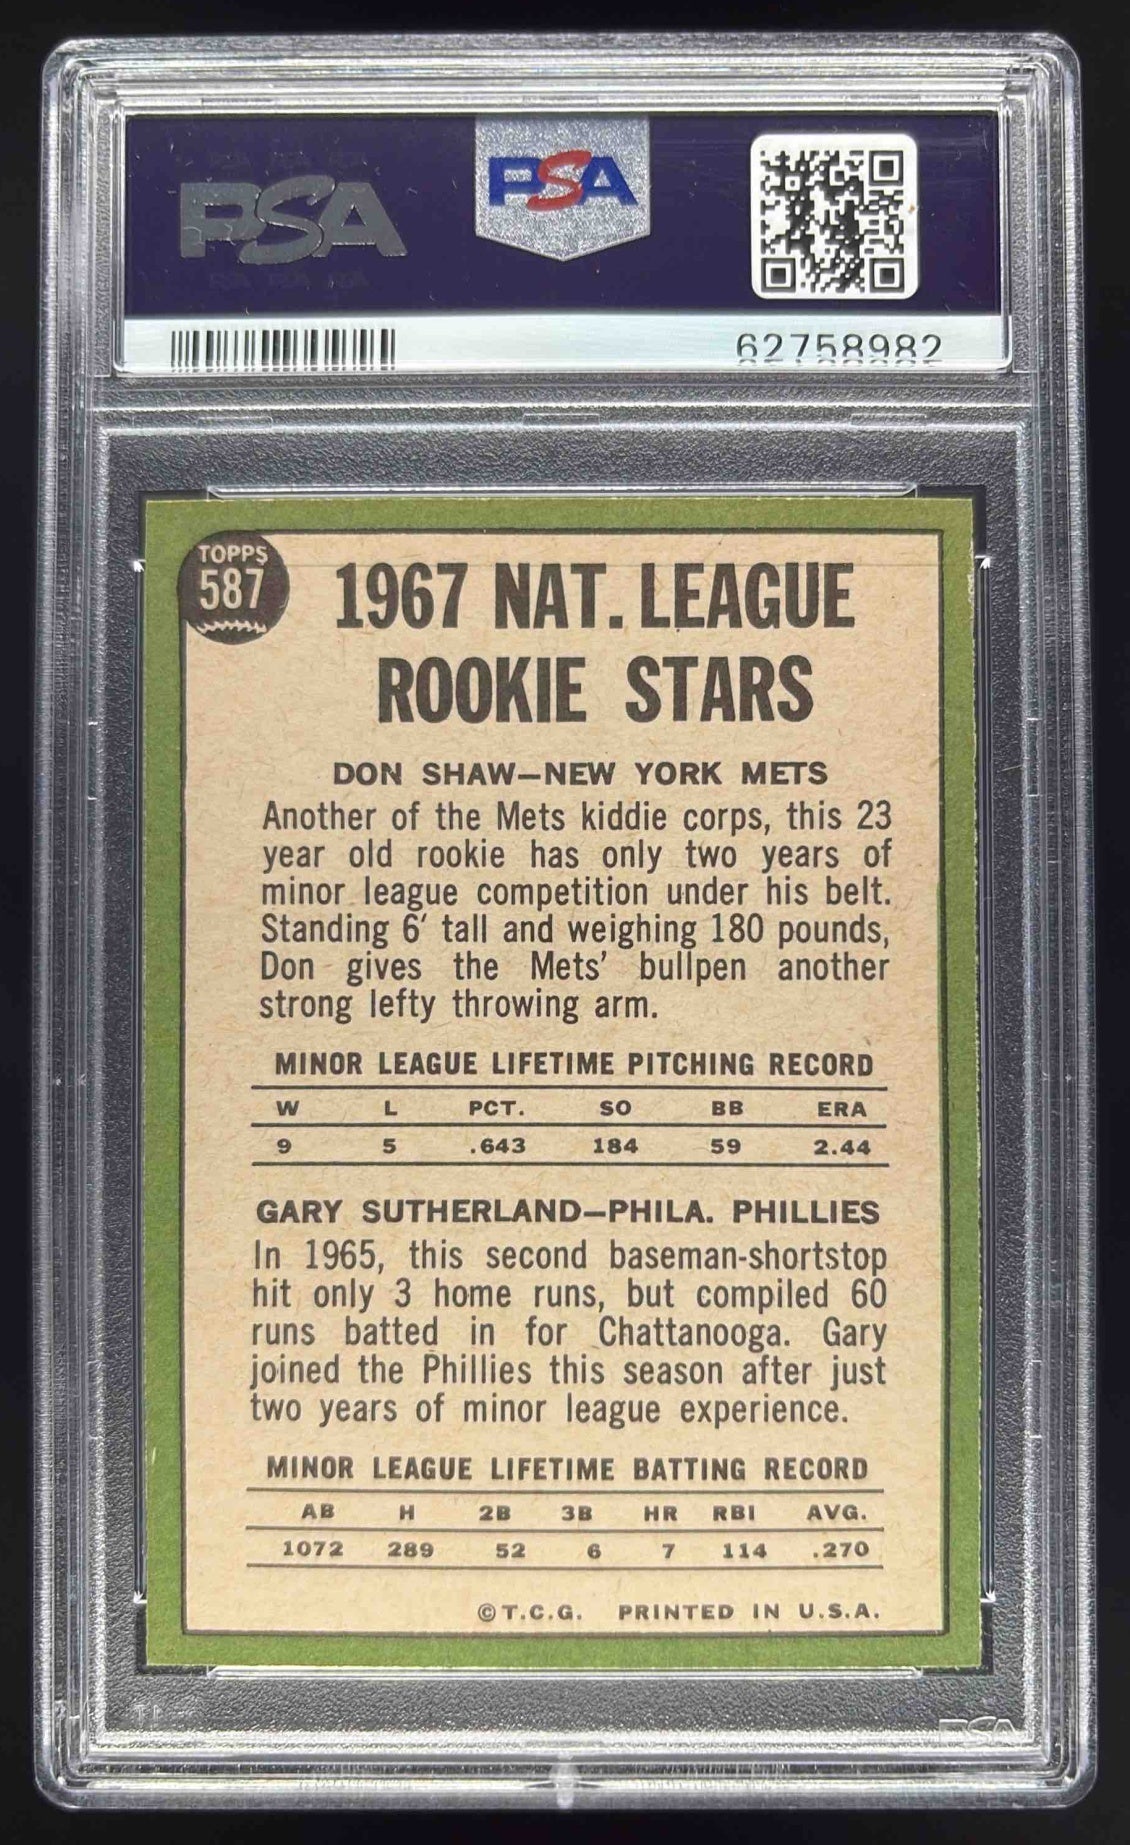 PSA
PSA
62758982
TOPPS
587
1967 NAT. LEAGUE
ROOKIE STARS
DON SHAW—NEW YORK METS
Another of the Mets kiddie corps, this 23
year old rookie has only two years of
minor league competition under his belt.
Standing 6′ tall and weighing 180 pounds,
Don gives the Mets’ bullpen another
strong lefty throwing arm.
MINOR LEAGUE LIFETIME PITCHING RECORD
W L PCT. SO BB ERA
9 5 .643 184 59 2.44
GARY SUTHERLAND—PHILA. PHILLIES
In 1965, this second baseman-shortstop
hit only 3 home runs, but compiled 60
runs batted in for Chattanooga. Gary
joined the Phillies this season after just
two years of minor league experience.
MINOR LEAGUE LIFETIME BATTING RECORD
AB H 2B 3B HR RBI AVG.
1072 289 52 6 7 114 .270
©T.C.G. PRINTED IN U.S.A.
PSA